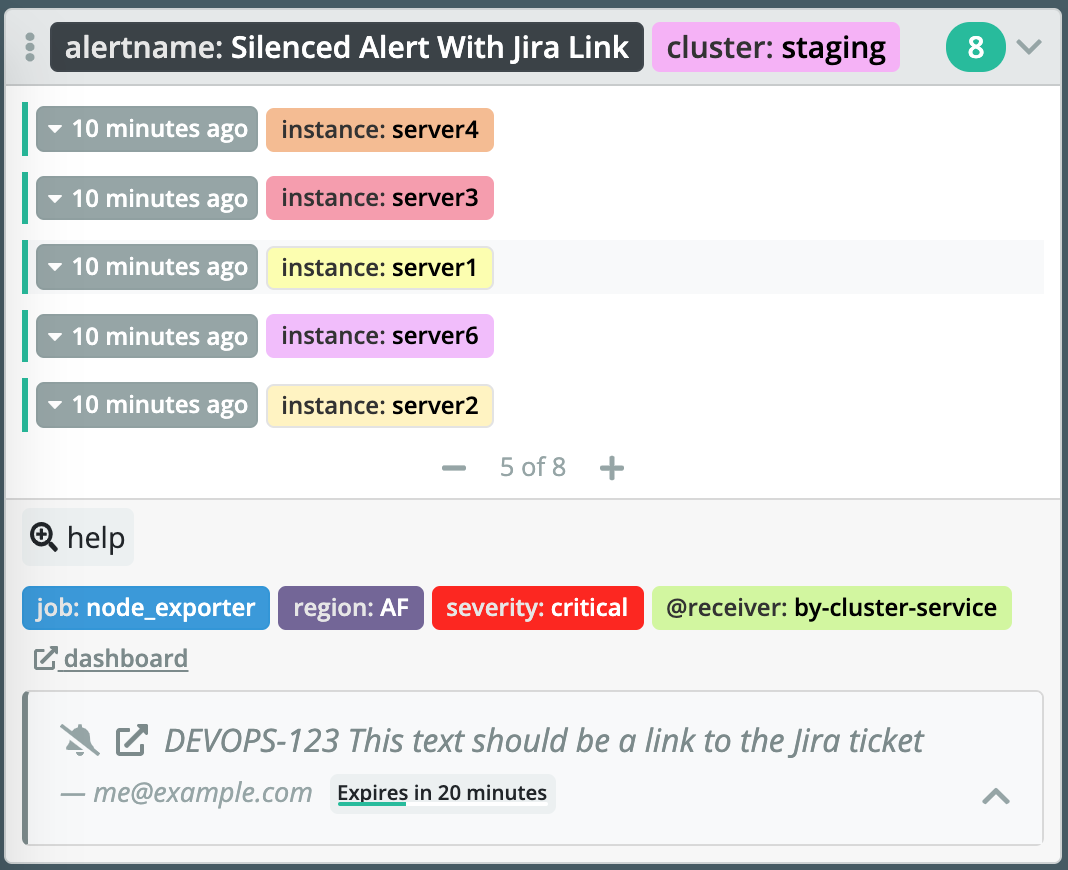 alertname: Silenced Alert With Jira Link cluster: staging 8
10 minutes ago instance: server4
10 minutes ago instance: server3
10 minutes ago instance: server1
10 minutes ago instance: server6
10 minutes ago instance: server2
5 of 8
help
job: node_exporter region: AF severity: critical @receiver: by-cluster-service
dashboard
DEVOPS-123 This text should be a link to the Jira ticket
— me@example.com Expires in 20 minutes